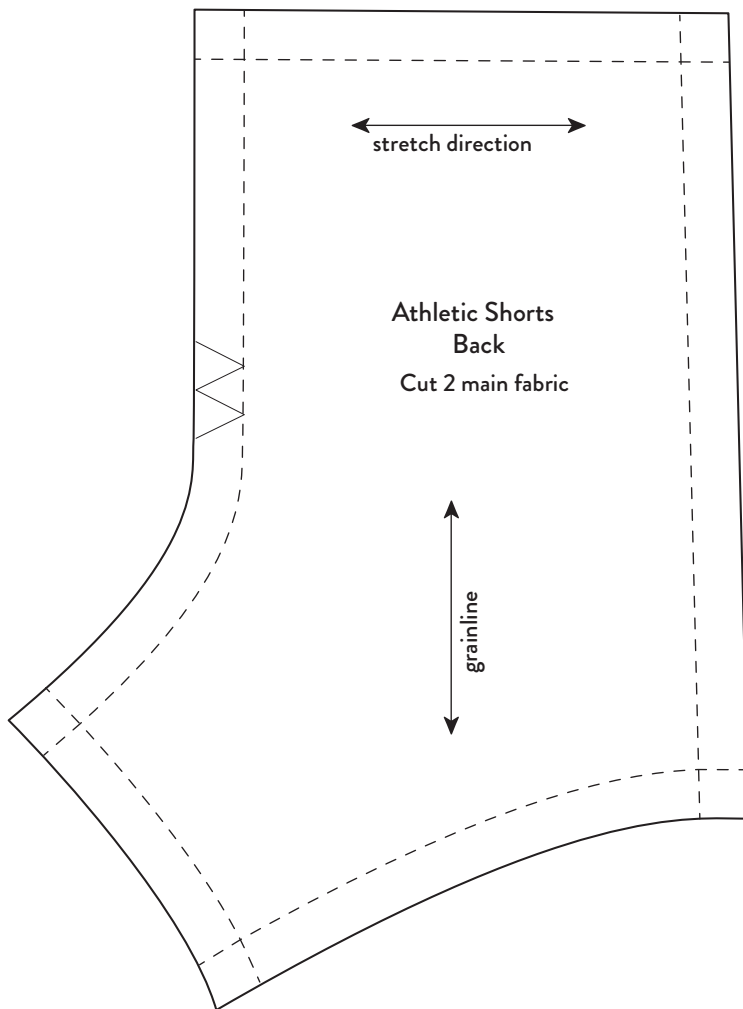 stretch direction
Athletic Shorts
Back
Cut 2 main fabric
grainline